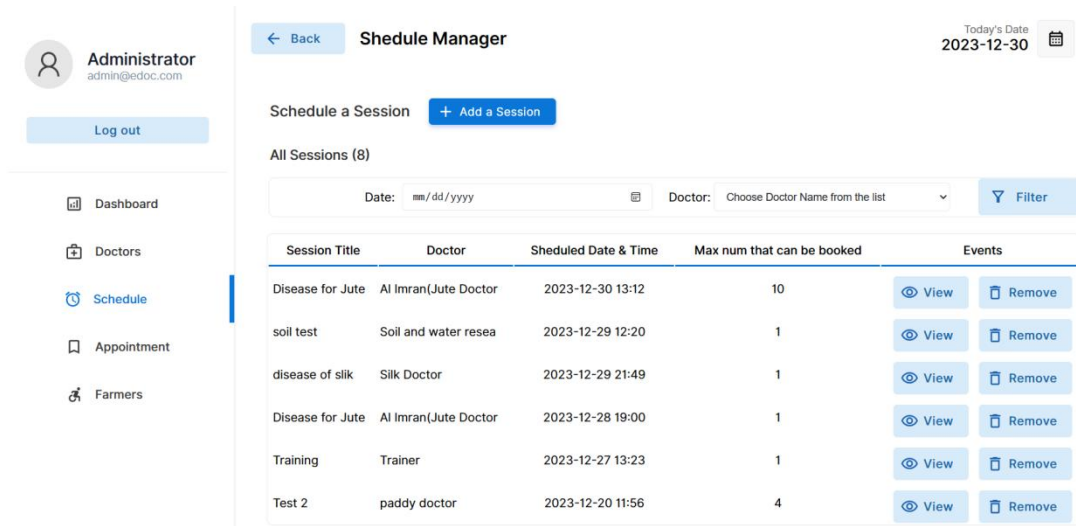 Administrator
admin@edoc.com
Log out
Dashboard
Doctors
Schedule
Appointment
Farmers
← Back
Shedule Manager
Today's Date
2023-12-30
Schedule a Session
+ Add a Session
All Sessions (8)
Date: mm/dd/yyyy Doctor: Choose Doctor Name from the list Filter
Session Title Doctor Sheduled Date & Time Max num that can be booked Events
Disease for Jute Al Imran(Jute Doctor 2023-12-30 13:12 10 View Remove
soil test Soil and water resea 2023-12-29 12:20 1 View Remove
disease of slik Silk Doctor 2023-12-29 21:49 1 View Remove
Disease for Jute Al Imran(Jute Doctor 2023-12-28 19:00 1 View Remove
Training Trainer 2023-12-27 13:23 1 View Remove
Test 2 paddy doctor 2023-12-20 11:56 4 View Remove